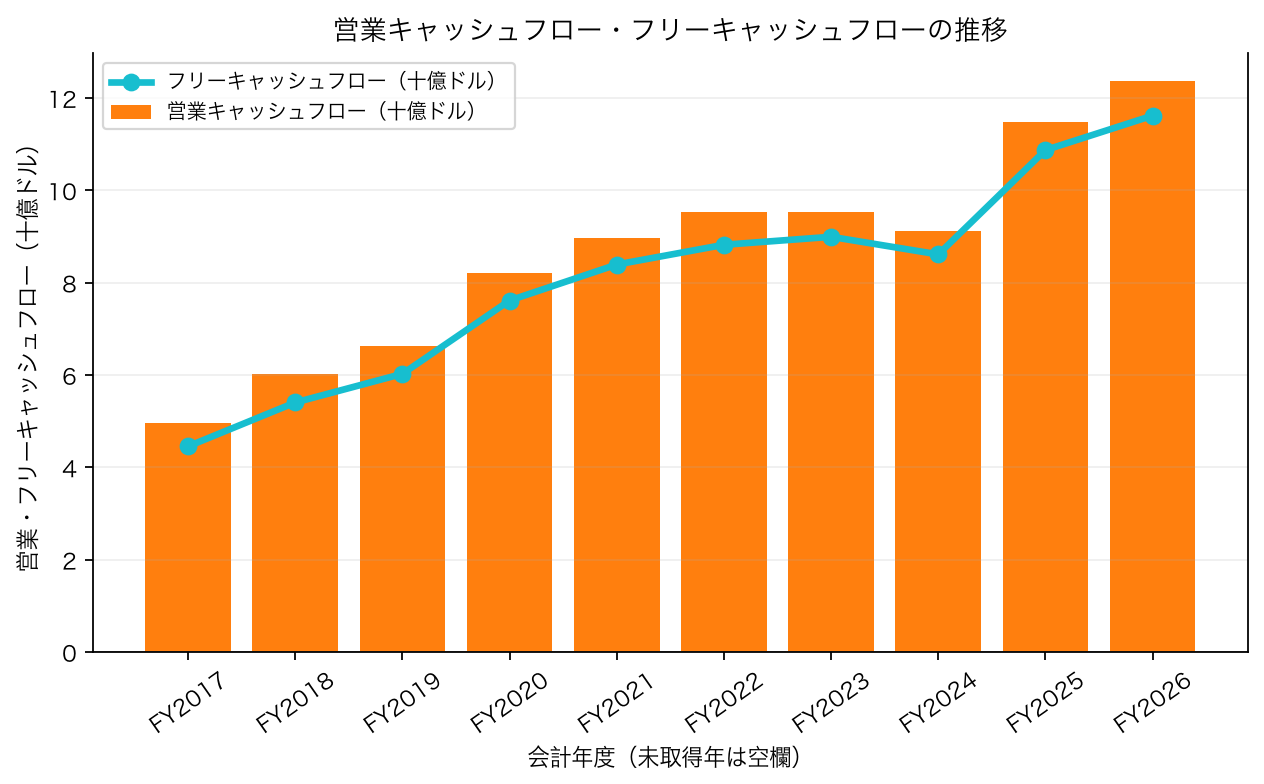 営業キャッシュフロー・フリーキャッシュフローの推移
フリーキャッシュフロー（十億ドル）
営業キャッシュフロー（十億ドル）
営業・フリーキャッシュフロー（十億ドル）
12
10
8
6
4
2
0
FY2017
FY2018
FY2019
FY2020
FY2021
FY2022
FY2023
FY2024
FY2025
FY2026
会計年度（未取得年は空欄）